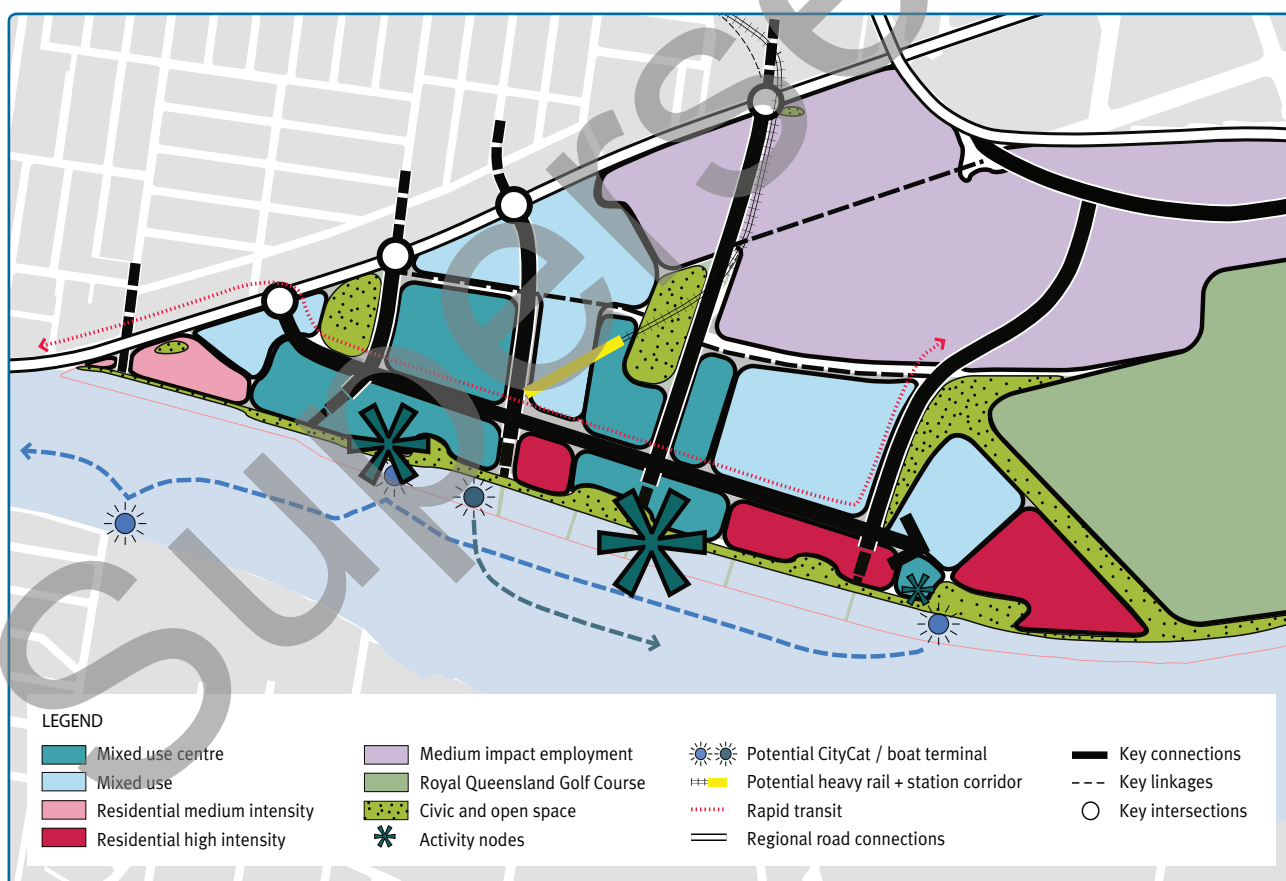 Superse
LEGEND
Mixed use centre
Mixed use
Residential medium intensity
Residential high intensity
Medium impact employment
Royal Queensland Golf Course
Civic and open space
Activity nodes
Potential CityCat / boat terminal
Potential heavy rail + station corridor
Rapid transit
Regional road connections
Key connections
Key linkages
Key intersections